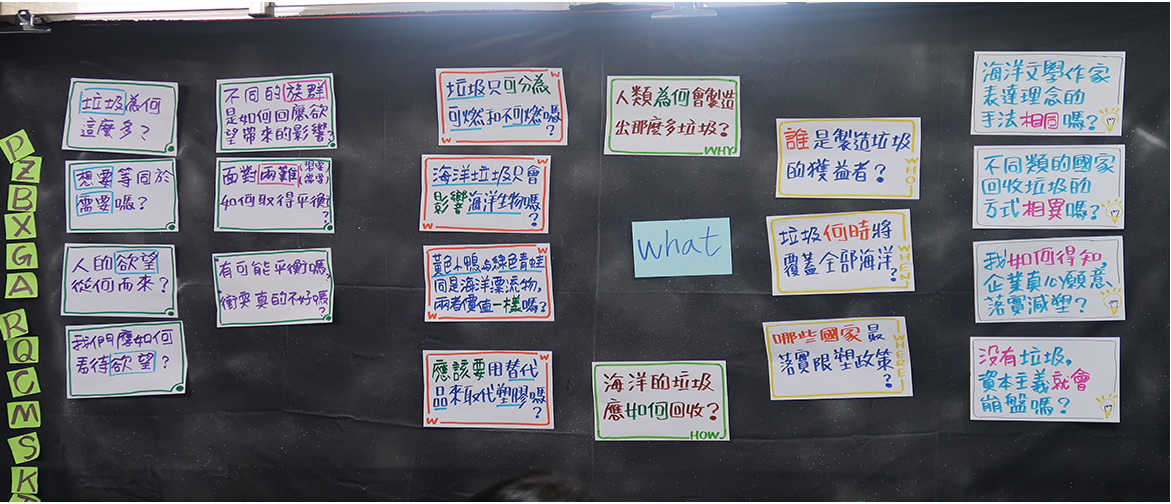 P
Z
B
X
G
A
R
Q
C
M
S
K
垃圾為何
這麼多？
想要等同於
需要嗎？
人的欲望
從何而來？
我們應如何
看待欲望？
不同的族群
是如何回應欲
望帶來的影響？
面對兩難(想要)(需要)
如何取得平衡？
有可能平衡嗎，
衝突真的不好嗎？
W
垃圾只可分為
可燃和不可燃嗎？
W
W
海洋垃圾只會
影響海洋生物嗎？
W
W
黃色小鴨與綠色青蛙
同是海洋漂流物，
兩者價值一樣嗎？
W
W
應該要用替代
品來取代塑膠嗎？
W
人類為何會製造
出那麼多垃圾？
WHY
what
海洋的垃圾
應如何回收？
HOW
誰是製造垃圾
的獲益者？
WHO
垃圾何時將
覆蓋全部海洋？
WHEN
哪些國家最
落實限塑政策？
WHERE
海洋文學作家
表達理念的
手法相同嗎？
不同類的國家
回收垃圾的
方式相異嗎？
我如何得知，
企業真心願意
落實減塑？
沒有垃圾，
資本主義就會
崩盤嗎？